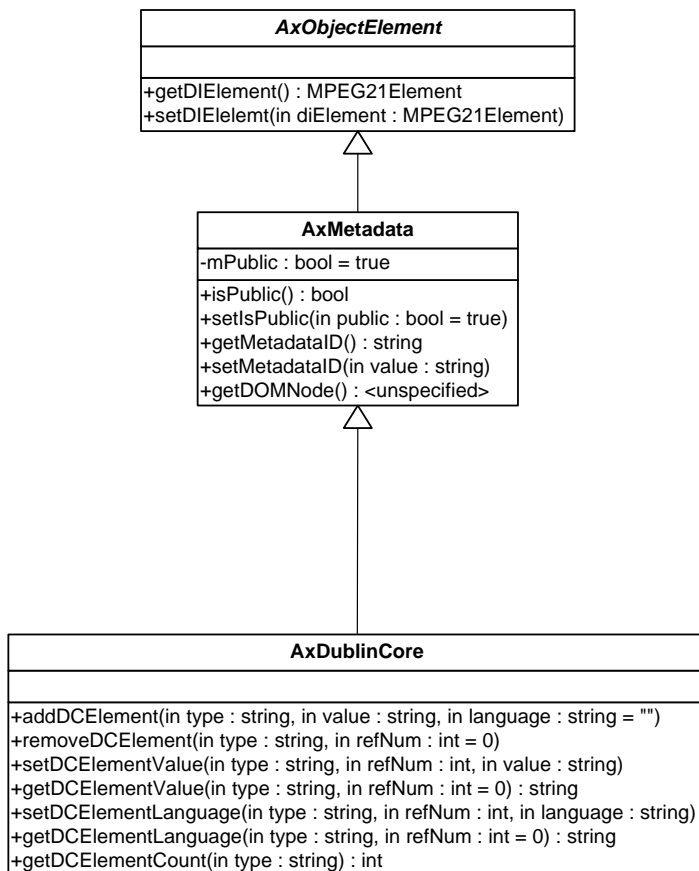 AxObjectElement
+getDIElement() : MPEG21Element
+setDIElelemt(in diElement : MPEG21Element)
AxMetadata
-mPublic : bool = true
+isPublic() : bool
+setIsPublic(in public : bool = true)
+getMetadataID() : string
+setMetadataID(in value : string)
+getDOMNode() : <unspecified>
AxDublinCore
+addDCElement(in type : string, in value : string, in language : string = "")
+removeDCElement(in type : string, in refNum : int = 0)
+setDCElementValue(in type : string, in refNum : int, in value : string)
+getDCElementValue(in type : string, in refNum : int = 0) : string
+setDCElementLanguage(in type : string, in refNum : int, in language : string)
+getDCElementLanguage(in type : string, in refNum : int = 0) : string
+getDCElementCount(in type : string) : int